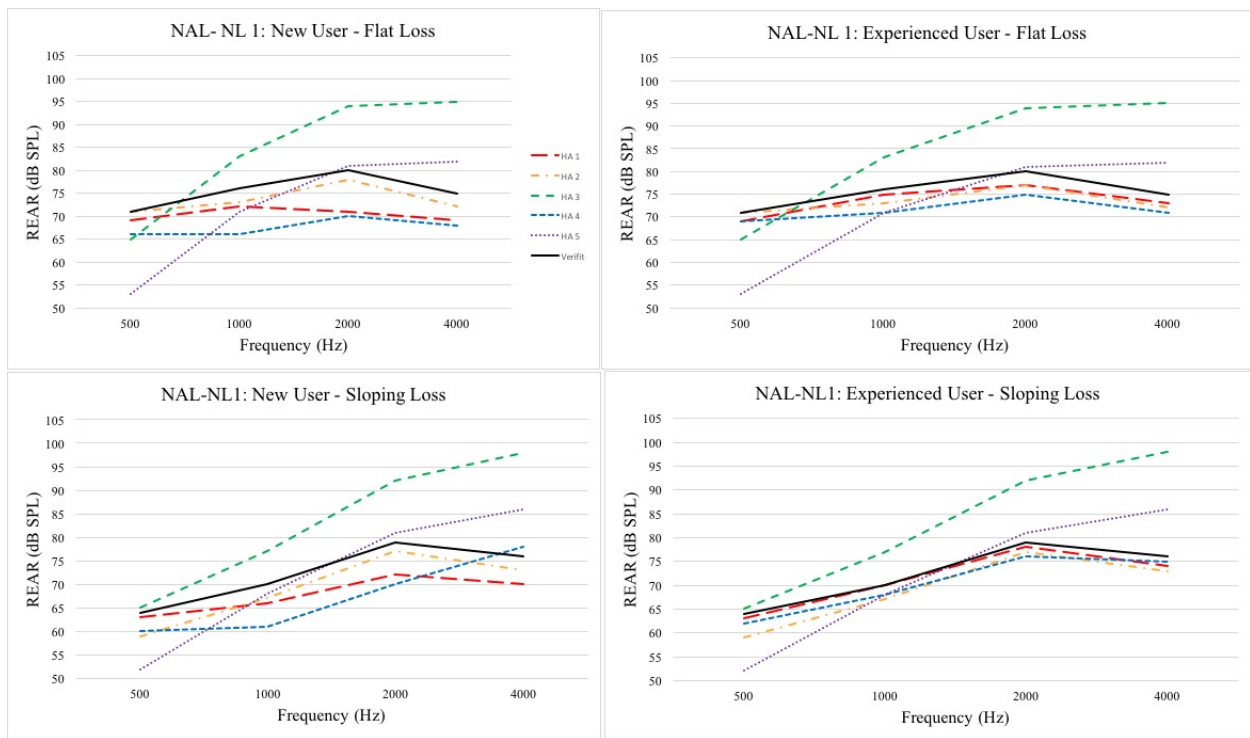 NAL- NL 1: New User - Flat Loss
105
100
95
90
85
80
75
70
65
60
55
50
REAR (dB SPL)
500 1000 2000 4000
Frequency (Hz)
HA 1
HA 2
HA 3
HA 4
HA 5
Verifit
NAL-NL 1: Experienced User - Flat Loss
105
100
95
90
85
80
75
70
65
60
55
50
REAR (dB SPL)
500 1000 2000 4000
Frequency (Hz)
NAL-NL1: New User - Sloping Loss
105
100
95
90
85
80
75
70
65
60
55
50
REAR (dB SPL)
500 1000 2000 4000
Frequency (Hz)
NAL-NL1: Experienced User - Sloping Loss
105
100
95
90
85
80
75
70
65
60
55
50
REAR (dB SPL)
500 1000 2000 4000
Frequency (Hz)